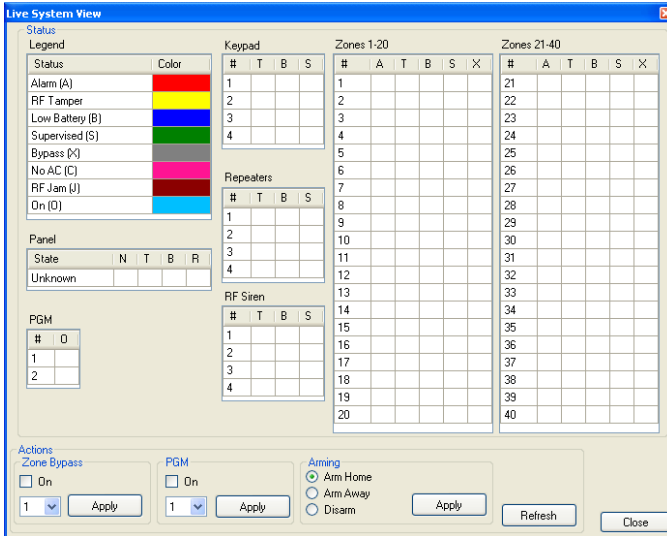 Live System View
Status
Legend
Status Color
Alarm (A)
RF Tamper
Low Battery (B)
Supervised (S)
Bypass (X)
No AC (C)
RF Jam (J)
On (O)
Panel
State N T B R
Unknown
PGM
# O
1
2
Keypad
# T B S
1
2
3
4
Repeaters
# T B S
1
2
3
4
RF Siren
# T B S
1
2
3
4
Zones 1-20
# A T B S X
1
2
3
4
5
6
7
8
9
10
11
12
13
14
15
16
17
18
19
20
Zones 21-40
# A T B S X
21
22
23
24
25
26
27
28
29
30
31
32
33
34
35
36
37
38
39
40
Actions
Zone Bypass
On
1 Apply
PGM
On
1 Apply
Arming
Arm Home
Arm Away
Disarm
Apply
Refresh
Close